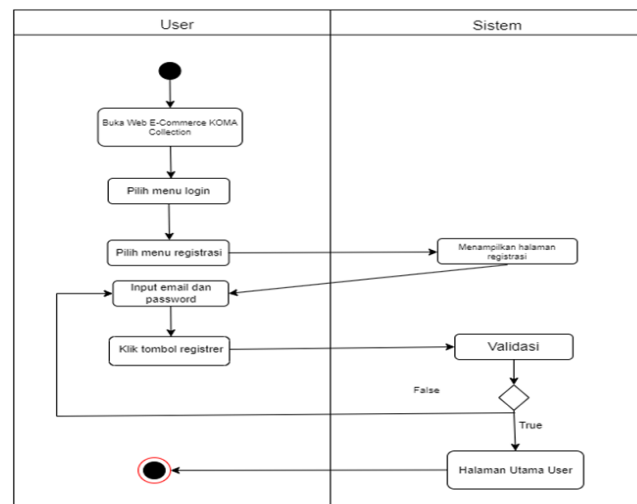 User
Sistem
Buka Web E-Commerce KOMA
Collection
Pilih menu login
Pilih menu registrasi
Menampilkan halaman
registrasi
Input email dan
password
Klik tombol registrer
Validasi
False
True
Halaman Utama User